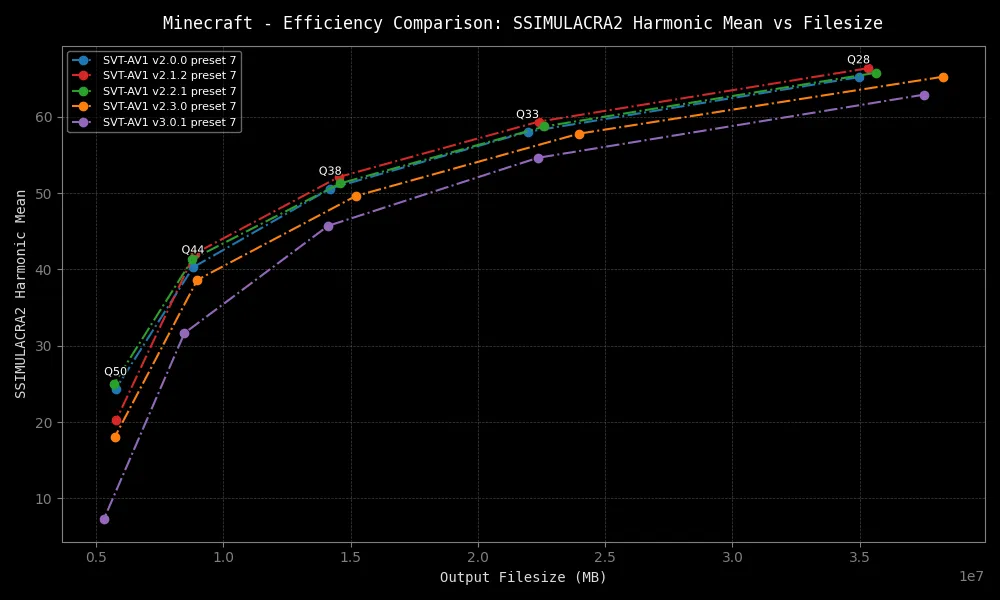 Minecraft - Efficiency Comparison: SSIMULACRA2 Harmonic Mean vs Filesize
SVT-AV1 v2.0.0 preset 7
SVT-AV1 v2.1.2 preset 7
SVT-AV1 v2.2.1 preset 7
SVT-AV1 v2.3.0 preset 7
SVT-AV1 v3.0.1 preset 7
Q28
Q33
Q38
Q44
Q50
SSIMULACRA2 Harmonic Mean
60
50
40
30
20
10
0.5 1.0 1.5 2.0 2.5 3.0 3.5
1e7
Output Filesize (MB)